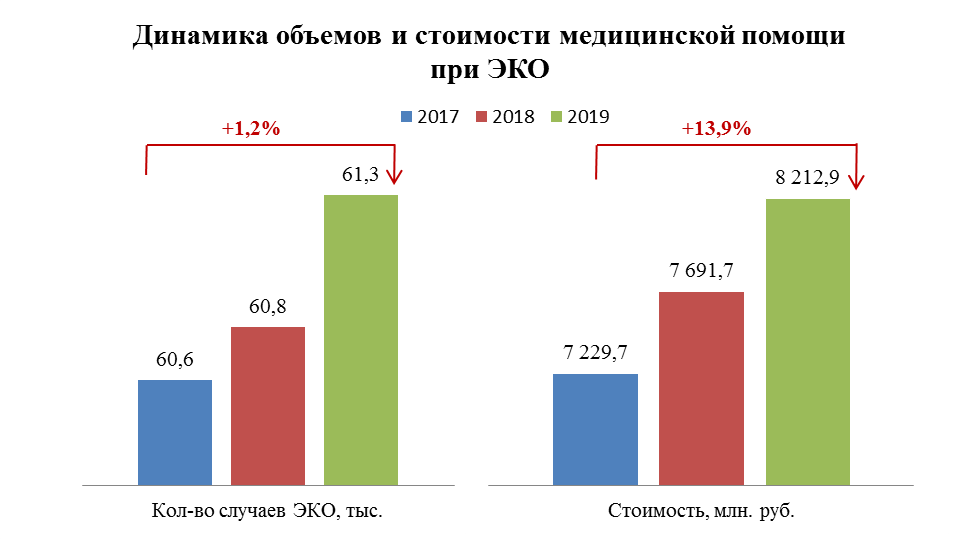 Динамика объемов и стоимости медицинской помощи
при ЭКО
2017 2018 2019
+1,2%
+13,9%
61,3
60,8
60,6
8 212,9
7 691,7
7 229,7
Кол-во случаев ЭКО, тыс.
Стоимость, млн. руб.